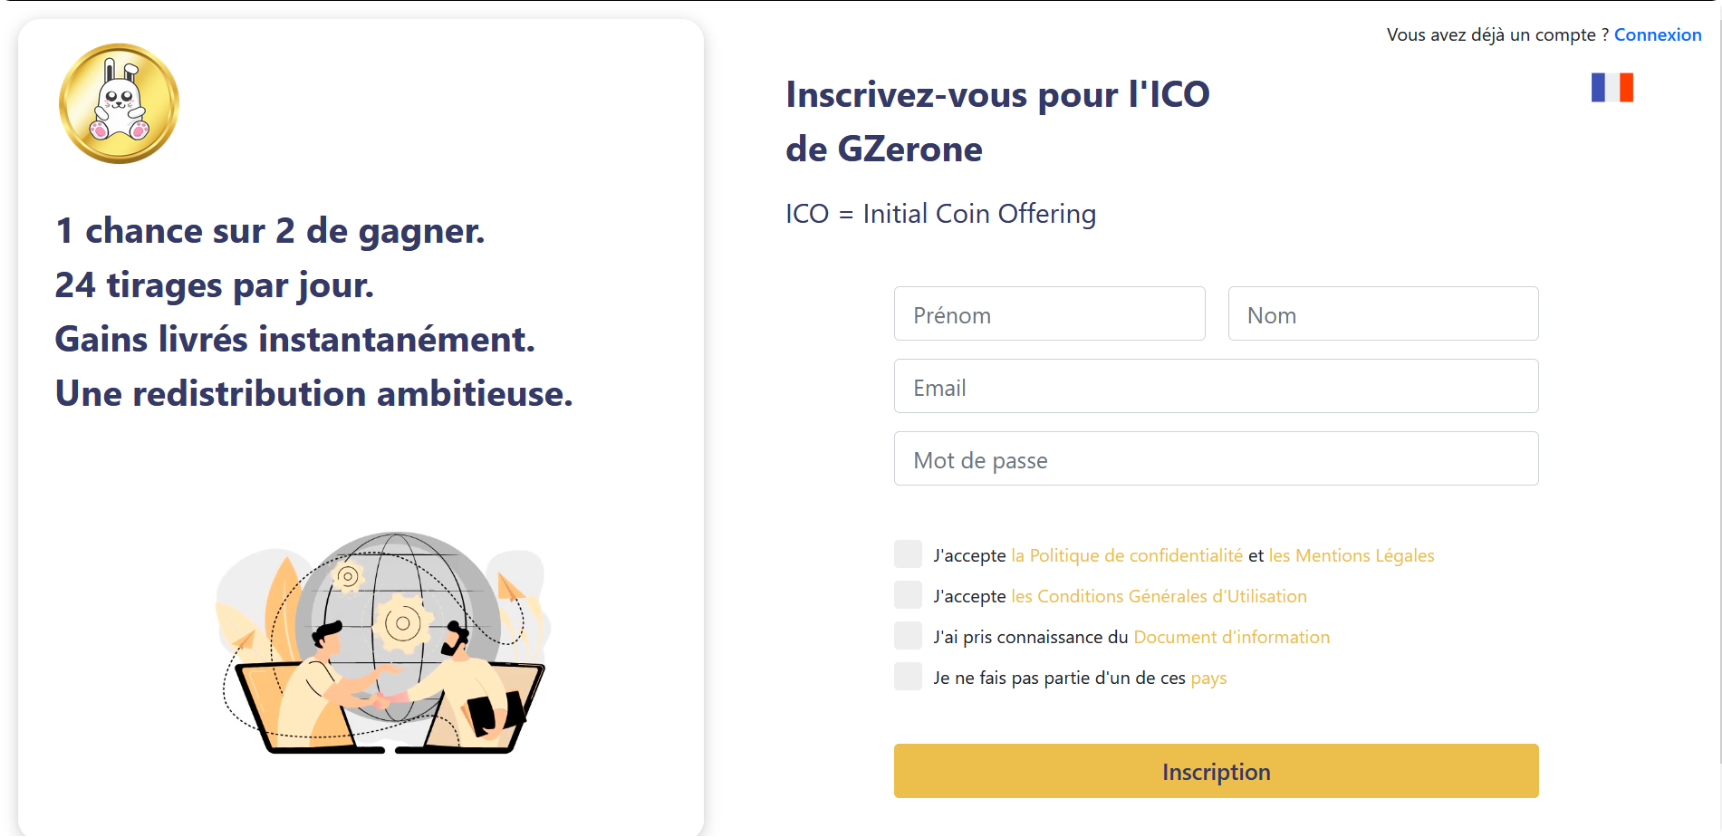 Vous avez déjà un compte ? Connexion
1 chance sur 2 de gagner.
24 tirages par jour.
Gains livrés instantanément.
Une redistribution ambitieuse.
Inscrivez-vous pour l'ICO
de GZerone
ICO = Initial Coin Offering
Prénom
Nom
Email
Mot de passe
J'accepte la Politique de confidentialité et les Mentions Légales
J'accepte les Conditions Générales d'Utilisation
J'ai pris connaissance du Document d'information
Je ne fais pas partie d'un de ces pays
Inscription